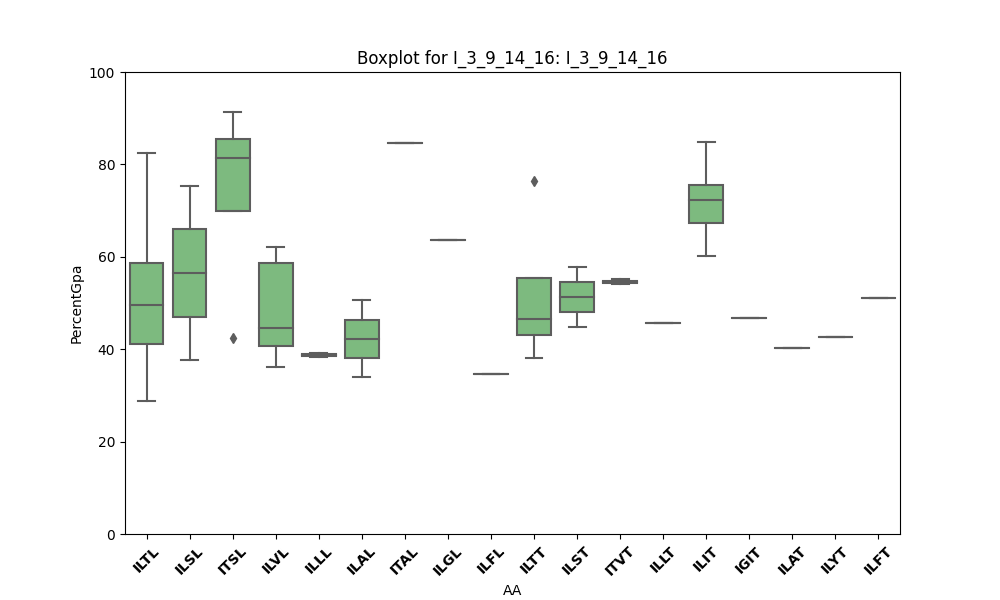 Boxplot for I_3_9_14_16: I_3_9_14_16
PercentGpa
100
80
60
40
20
0
ILTL ILSL ITSL ILVL ILLL ILAL ITAL ILGL ILFL ILTT ILST ITVT ILLT ILIT IGIT ILAT ILYT ILFT
AA